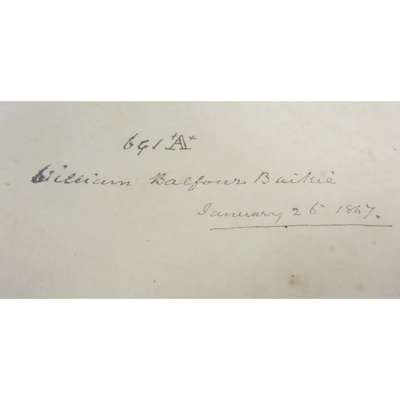 691 +A+
William Balfour Baikie
January 26 1847.